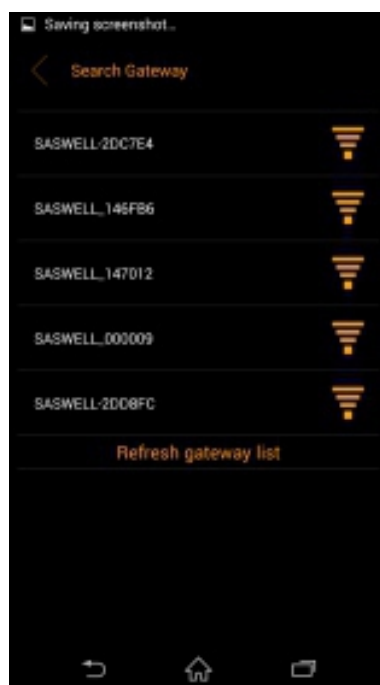 Saving screenshot...
Search Gateway
SASWELL-2DC7E4
SASWELL_146FB6
SASWELL_147012
SASWELL_000009
SASWELL-2DD8FC
Refresh gateway list